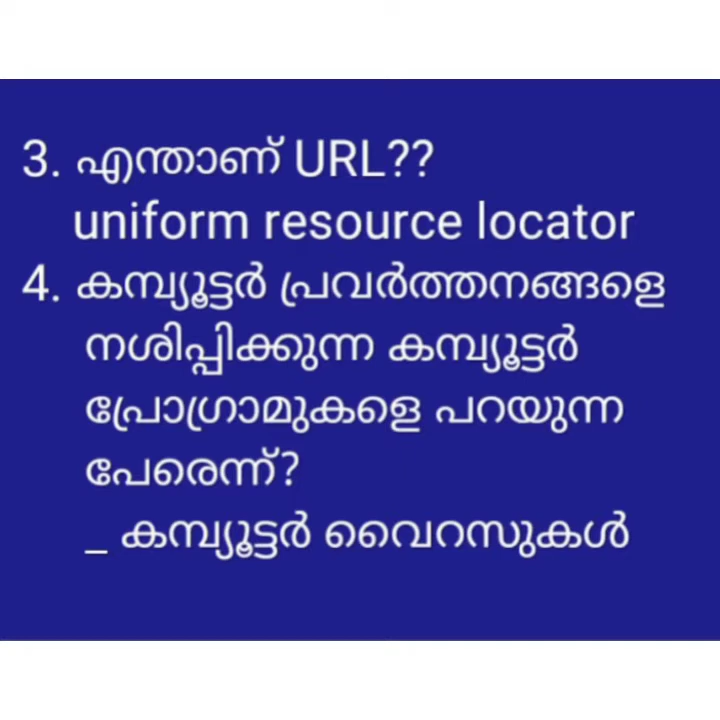 3. എന്താണ് URL??
uniform resource locator
4. കമ്പ്യൂട്ടർ പ്രവർത്തനങ്ങളെ
നശിപ്പിക്കുന്ന കമ്പ്യൂട്ടർ
പ്രോഗ്രാമുകളെ പറയുന്ന
പേരെന്ന്?
_ കമ്പ്യൂട്ടർ വൈറസുകൾ